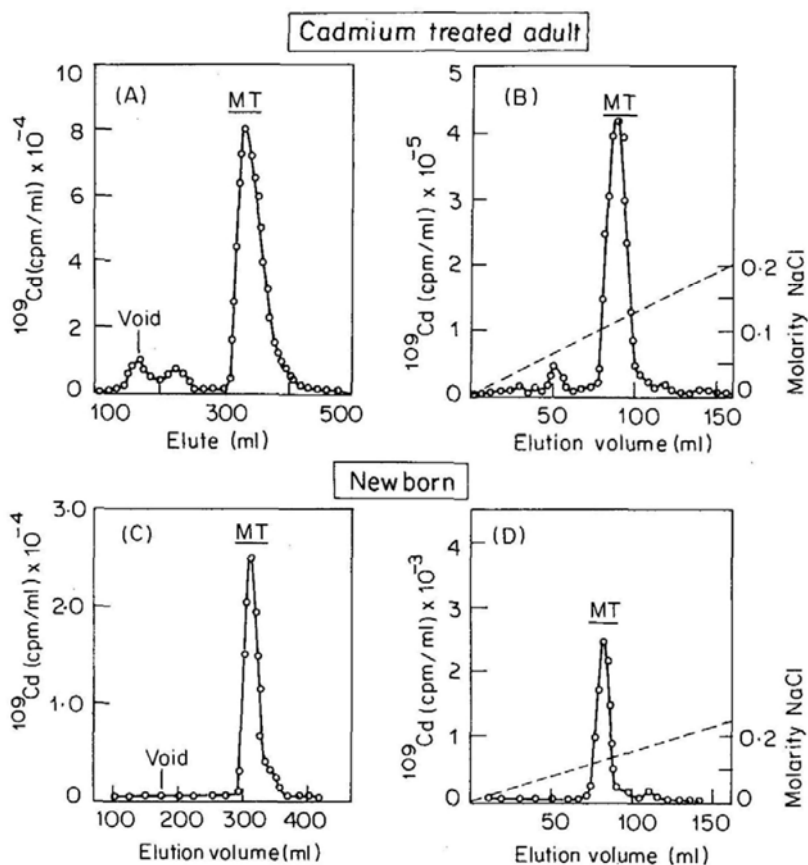 Cadmium treated adult
(A)
MT
Void
10
8
6
4
2
0
100
300
500
109Cd (cpm/ml) x 10-4
Elute (ml)
(B)
MT
5
4
3
2
1
0
0.2
0.1
0
50
100
150
109Cd (cpm/ml) x 10-5
Molarity NaCl
Elution volume (ml)
Newborn
(C)
MT
Void
3·0
2·0
1·0
0
100
200
300
400
109Cd (cpm/ml) x 10-4
Elution volume (ml)
(D)
MT
4
3
2
1
0
0·2
0
50
100
150
109Cd (cpm/ml) x 10-3
Molarity NaCl
Elution volume (ml)